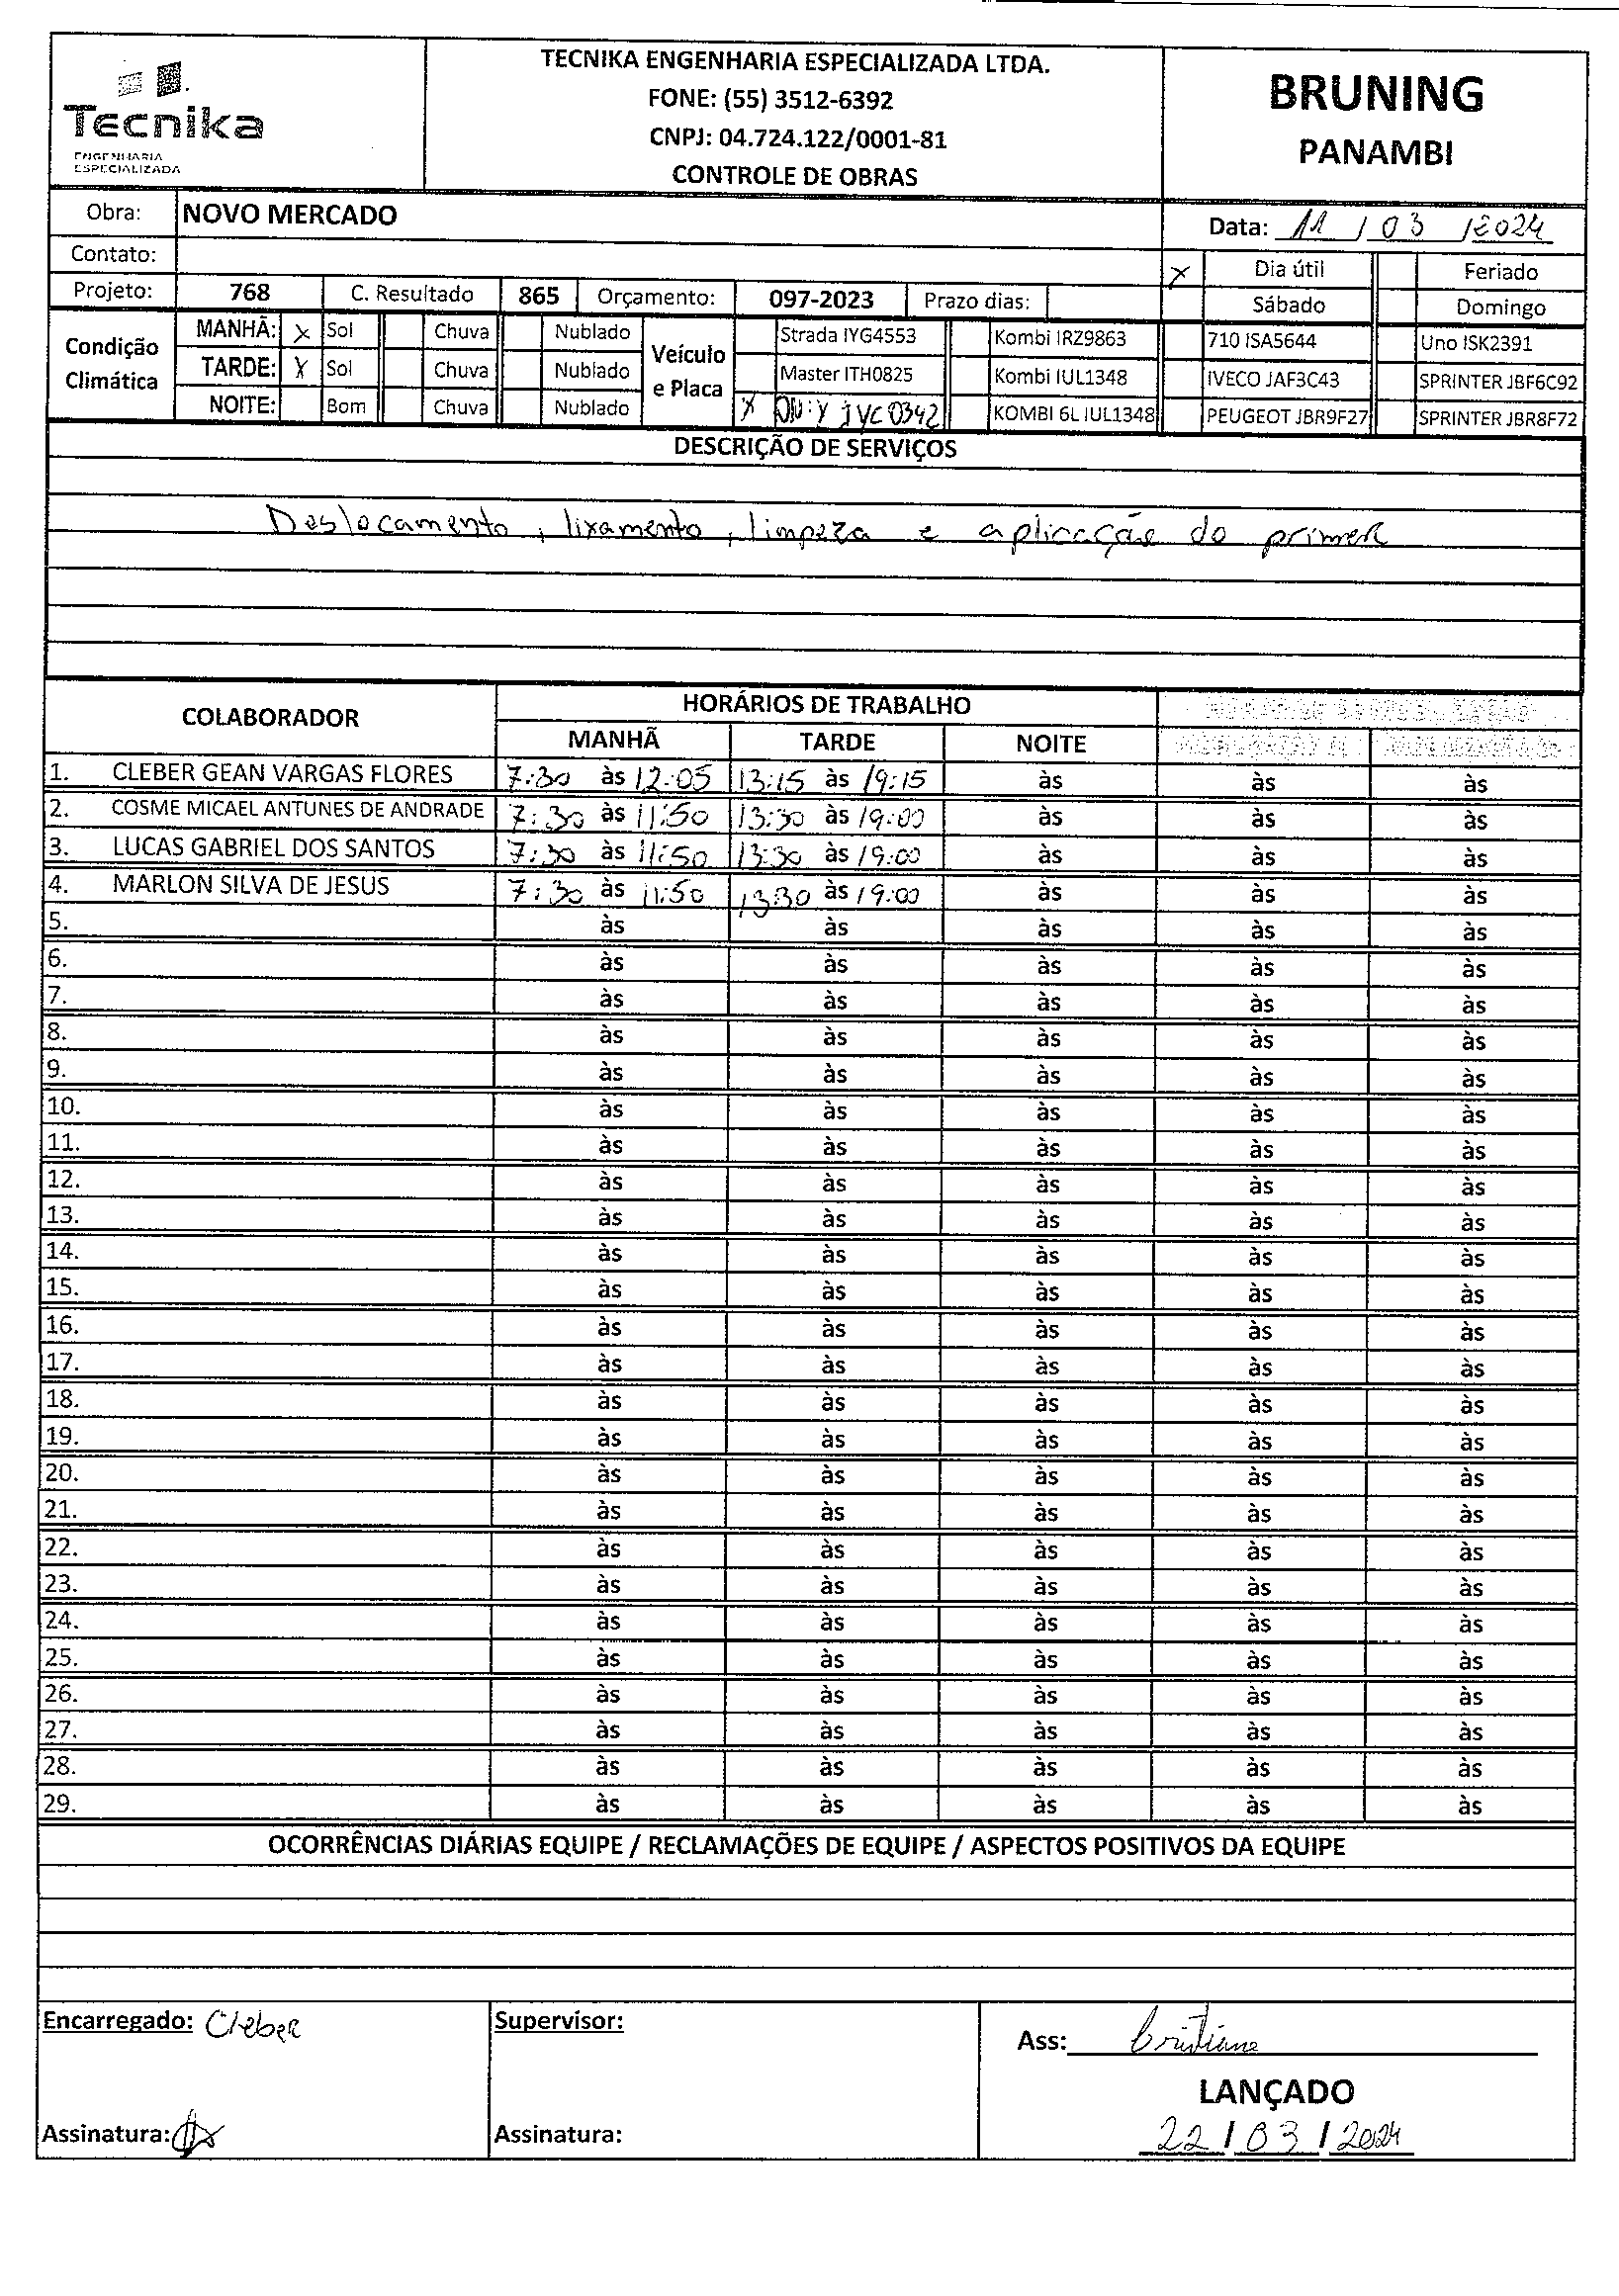 Tecnika
ENGENHARIA
ESPECIALIZADA
TECNIKA ENGENHARIA ESPECIALIZADA LTDA.
FONE: (55) 3512-6392
CNPJ: 04.724.122/0001-81
CONTROLE DE OBRAS
BRUNING
PANAMBI
Obra: NOVO MERCADO
Data: 11 / 03 / 2024
Contato:
X Dia útil Feriado
Projeto: 768 C. Resultado 865 Orçamento: 097-2023 Prazo dias:
Sábado Domingo
Condição Climática
MANHÃ: X Sol Chuva Nublado
TARDE: X Sol Chuva Nublado
NOITE: Bom Chuva Nublado
Veículo e Placa
Strada IYG4553 Kombi IRZ9863 710 ISA5644 Uno ISK2391
Master ITH0825 Kombi IUL1348 IVECO JAF3C43 SPRINTER JBF6C92
X jyc0342 KOMBI 6L IUL1348 PEUGEOT JBR9F27 SPRINTER JBR8F72
DESCRIÇÃO DE SERVIÇOS
Deslocamento, lixamento, limpeza e aplicação do primer
COLABORADOR HORÁRIOS DE TRABALHO
MANHÃ TARDE NOITE
1. CLEBER GEAN VARGAS FLORES 7:30 às 12:05 13:15 às 19:15 às às às
2. COSME MICAEL ANTUNES DE ANDRADE 7:30 às 11:50 13:30 às 19:00 às às às
3. LUCAS GABRIEL DOS SANTOS 7:30 às 11:50 13:30 às 19:00 às às às
4. MARLON SILVA DE JESUS 7:30 às 11:50 13:30 às 19:00 às às às
5. às às às às às
6. às às às às às
7. às às às às às
8. às às às às às
9. às às às às às
10. às às às às às
11. às às às às às
12. às às às às às
13. às às às às às
14. às às às às às
15. às às às às às
16. às às às às às
17. às às às às às
18. às às às às às
19. às às às às às
20. às às às às às
21. às às às às às
22. às às às às às
23. às às às às às
24. às às às às às
25. às às às às às
26. às às às às às
27. às às às às às
28. às às às às às
29. às às às às às
OCORRÊNCIAS DIÁRIAS EQUIPE / RECLAMAÇÕES DE EQUIPE / ASPECTOS POSITIVOS DA EQUIPE
Encarregado: Cleber
Supervisor:
Ass: Cristiane
LANÇADO
Assinatura:
Assinatura:
22 / 03 / 2024